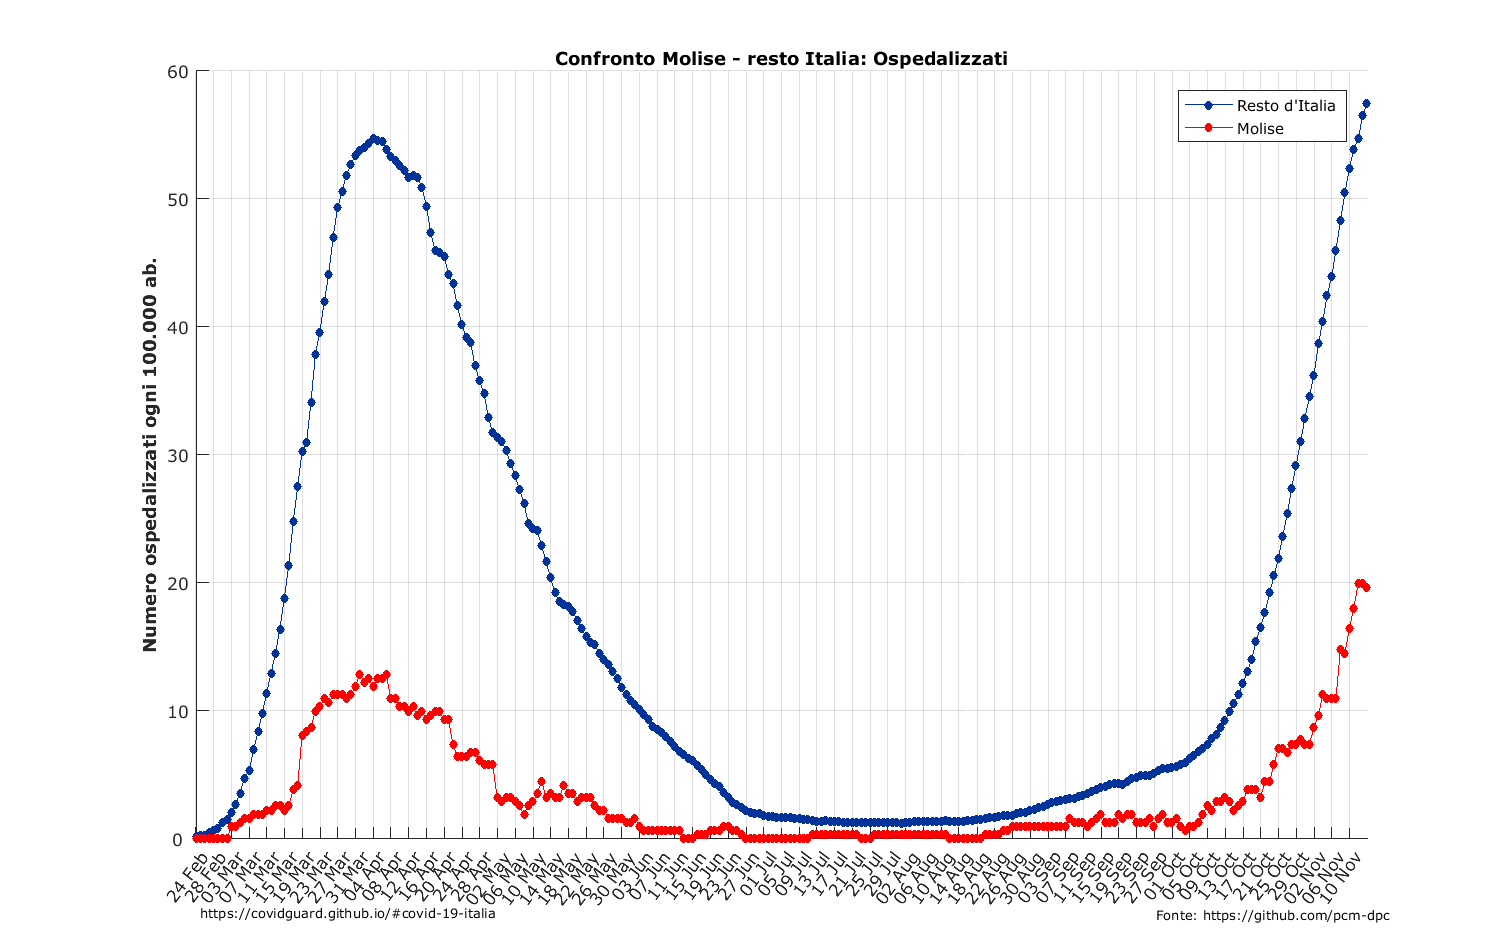 Confronto Molise - resto Italia: Ospedalizzati
Resto d'Italia
Molise
Numero ospedalizzati ogni 100.000 ab.
60
50
40
30
20
10
0
24 Feb
28 Feb
03 Mar
07 Mar
11 Mar
15 Mar
19 Mar
23 Mar
27 Mar
31 Mar
04 Apr
08 Apr
12 Apr
16 Apr
20 Apr
24 Apr
28 Apr
02 May
06 May
10 May
14 May
18 May
22 May
26 May
30 May
03 Jun
07 Jun
11 Jun
15 Jun
19 Jun
23 Jun
27 Jun
01 Jul
05 Jul
09 Jul
13 Jul
17 Jul
21 Jul
25 Jul
29 Jul
02 Aug
06 Aug
10 Aug
14 Aug
18 Aug
22 Aug
26 Aug
30 Aug
03 Sep
07 Sep
11 Sep
15 Sep
19 Sep
23 Sep
27 Sep
01 Oct
05 Oct
09 Oct
13 Oct
17 Oct
21 Oct
25 Oct
29 Oct
02 Nov
06 Nov
10 Nov
https://covidguard.github.io/#covid-19-italia
Fonte: https://github.com/pcm-dpc